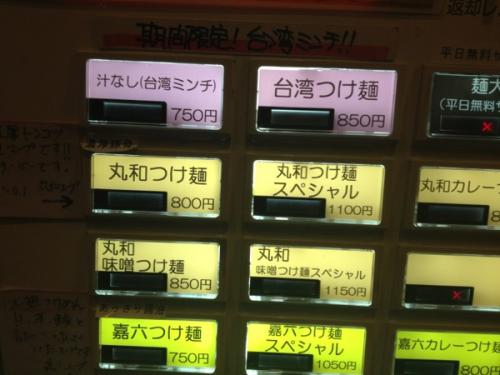 返却レ
期間限定!台湾ミンチ!!
平日無料
汁なし(台湾ミンチ)
750円
台湾つけ麺
850円
麺大
(平日無料
×
丸和つけ麺
800円
丸和つけ麺
スペシャル
1100円
丸和カレー
丸和
味噌つけ麺
850円
丸和
味噌つけ麺スペシャル
1150円
×
嘉六つけ麺
750円
嘉六つけ麺
スペシャル
1050円
嘉六カレーつけ麺
800円